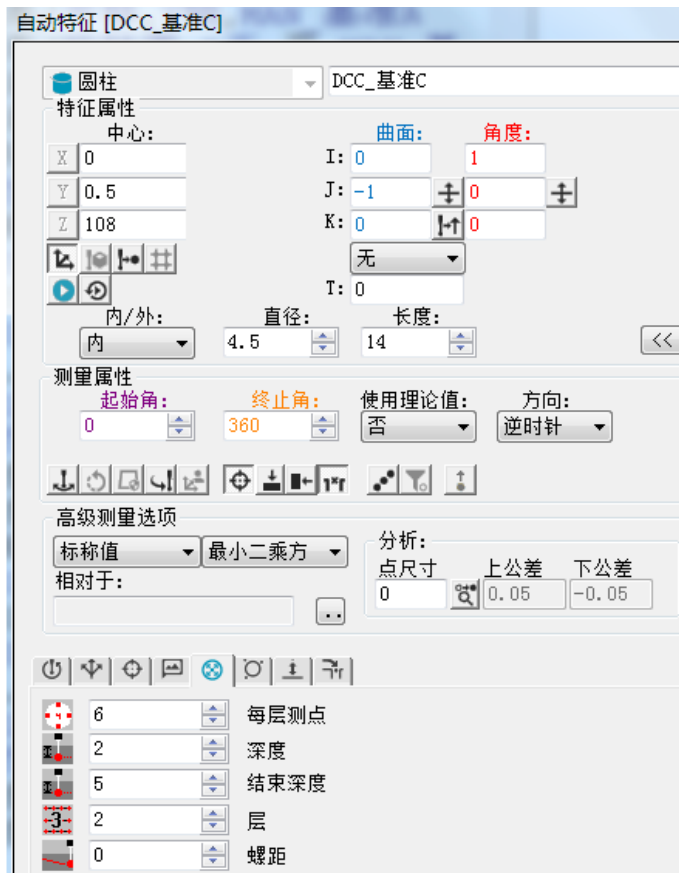 自动特征 [DCC_基准C]
圆柱 DCC_基准C
特征属性
中心: 曲面: 角度:
X 0 I: 0 1
Y 0.5 J: -1 0
Z 108 K: 0 0
无
T: 0
内/外: 直径: 长度:
内 4.5 14 <<
测量属性
起始角: 终止角: 使用理论值: 方向:
0 360 否 逆时针
高级测量选项
标称值 最小二乘方 分析:
相对于: 点尺寸 上公差 下公差
0 0.05 -0.05
..
6 每层测点
2 深度
5 结束深度
3 2 层
0 螺距